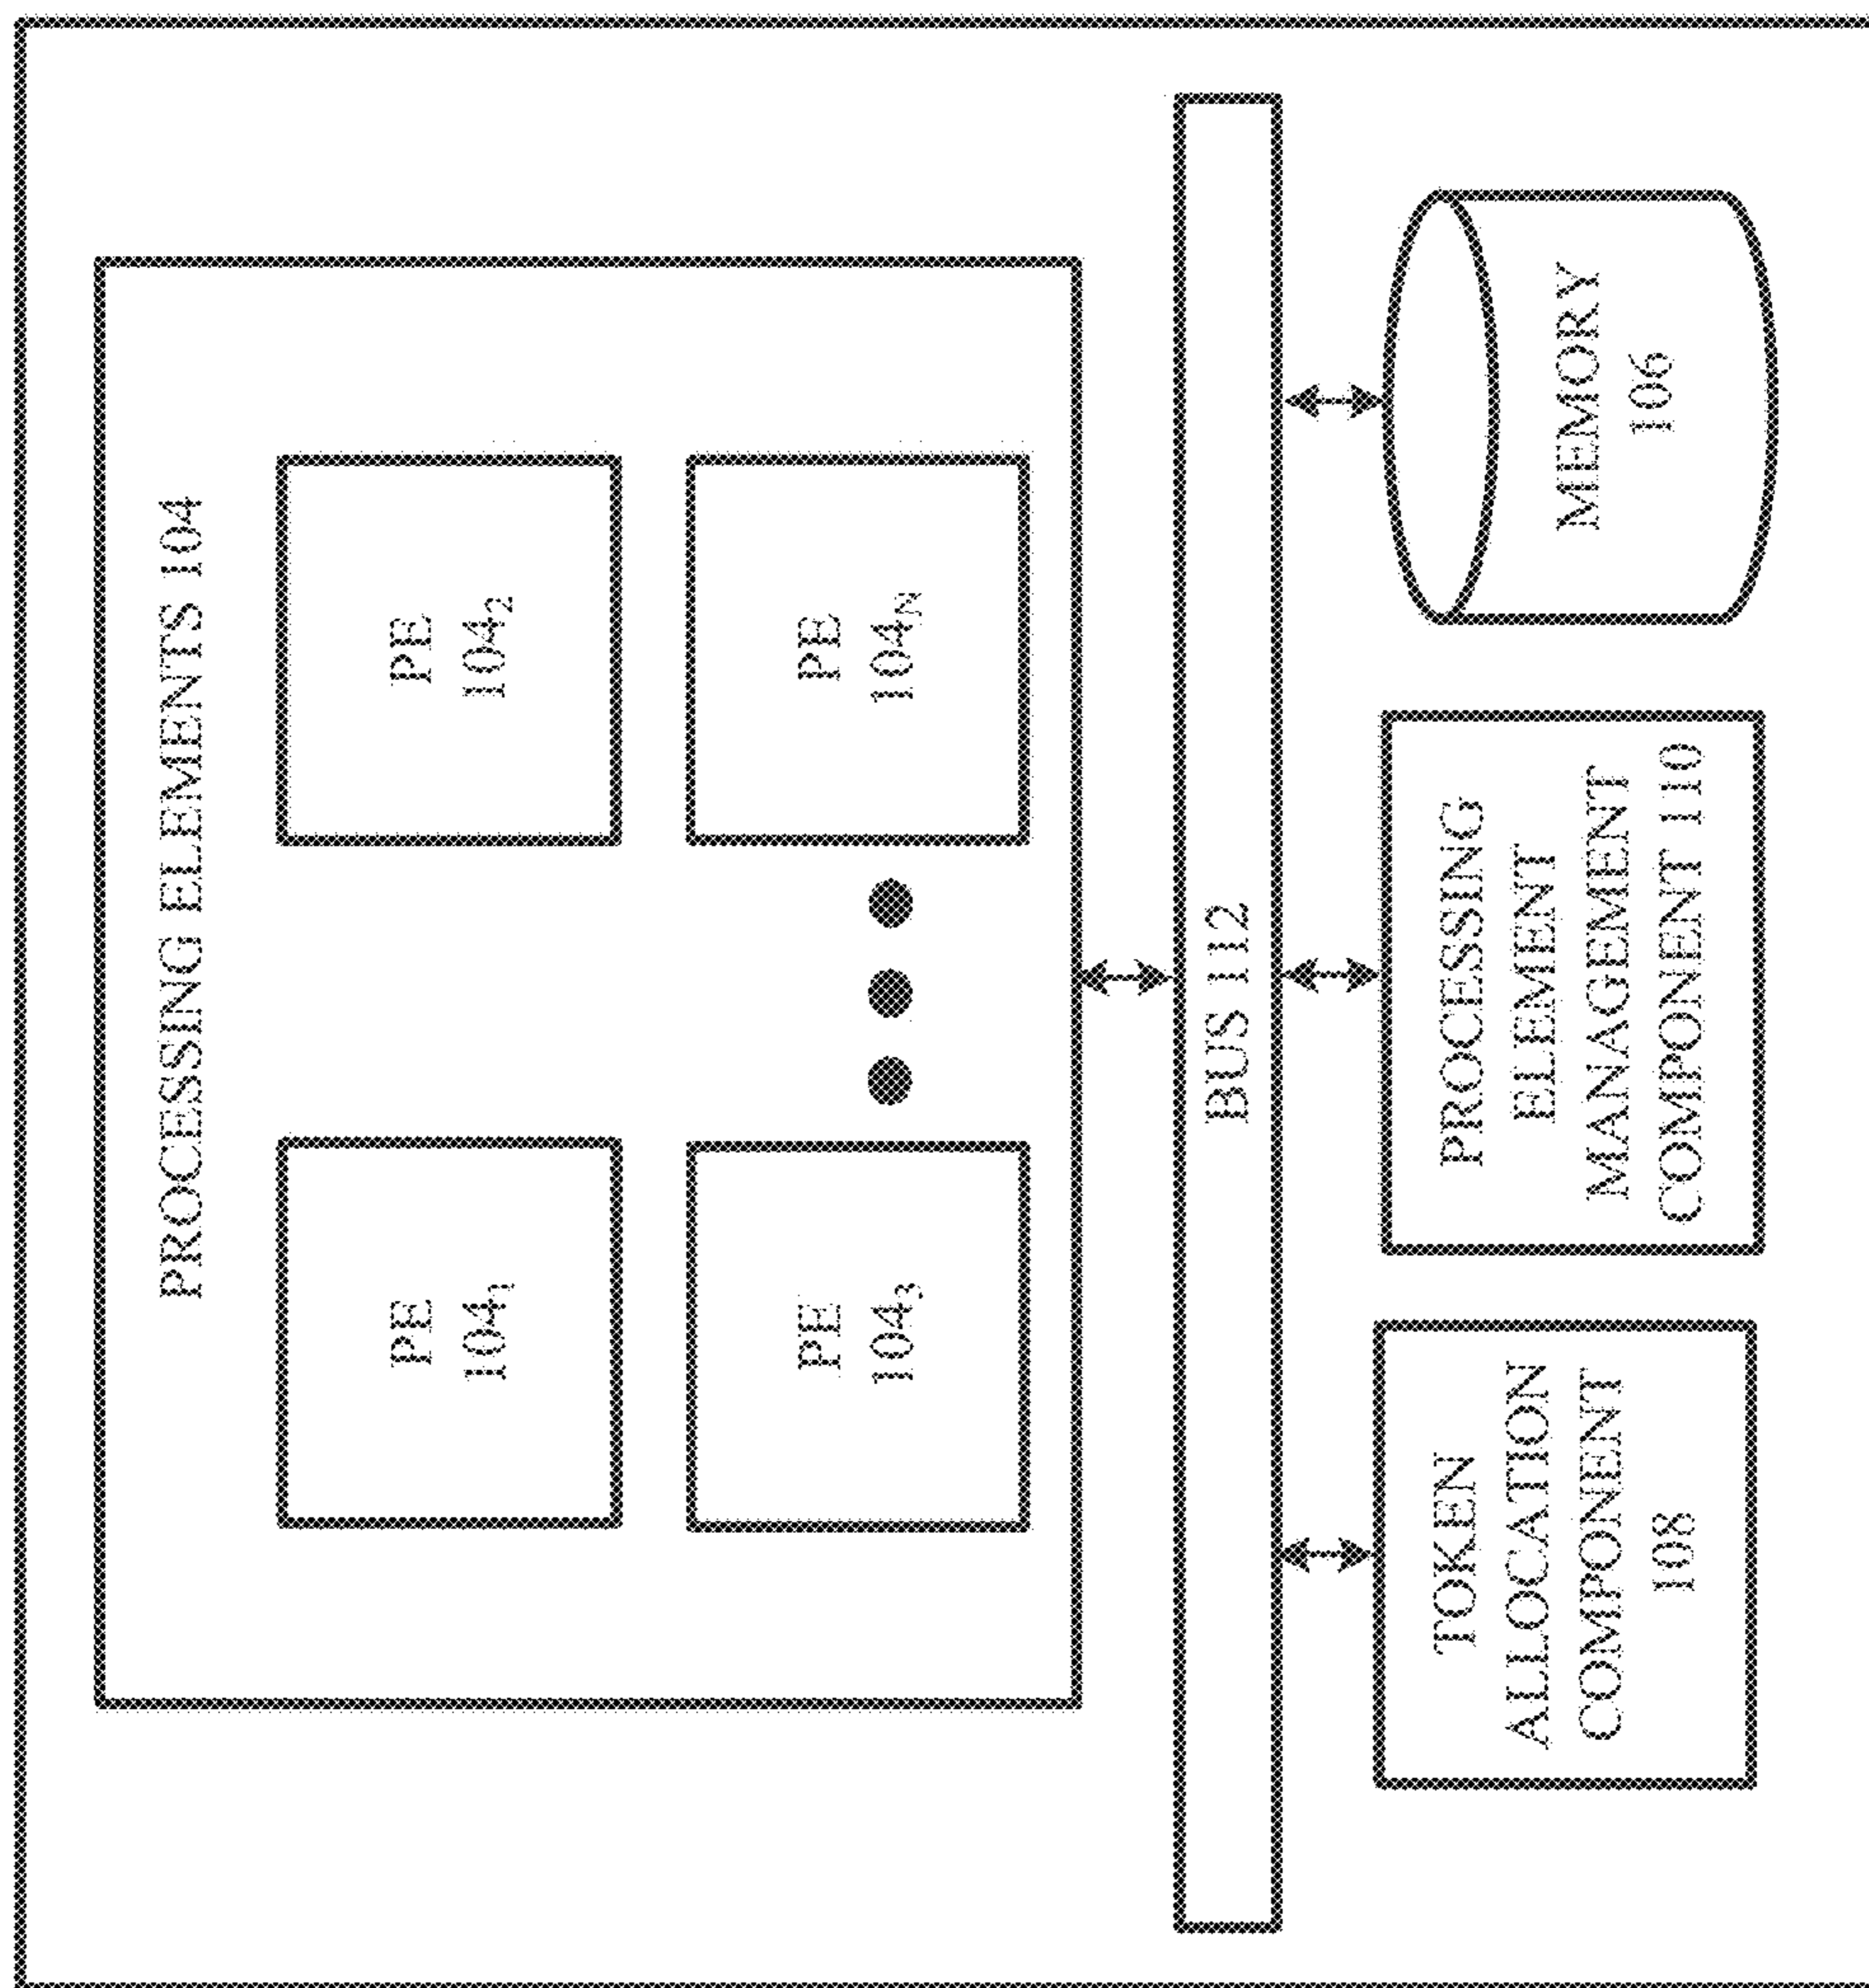 PROCESSING ELEMENTS 104
PE
104₁
PE
104₂
PE
104₃
PE
104N
BUS 112
TOKEN
ALLOCATION
COMPONENT
108
PROCESSING
ELEMENT
MANAGEMENT
COMPONENT 110
MEMORY
106